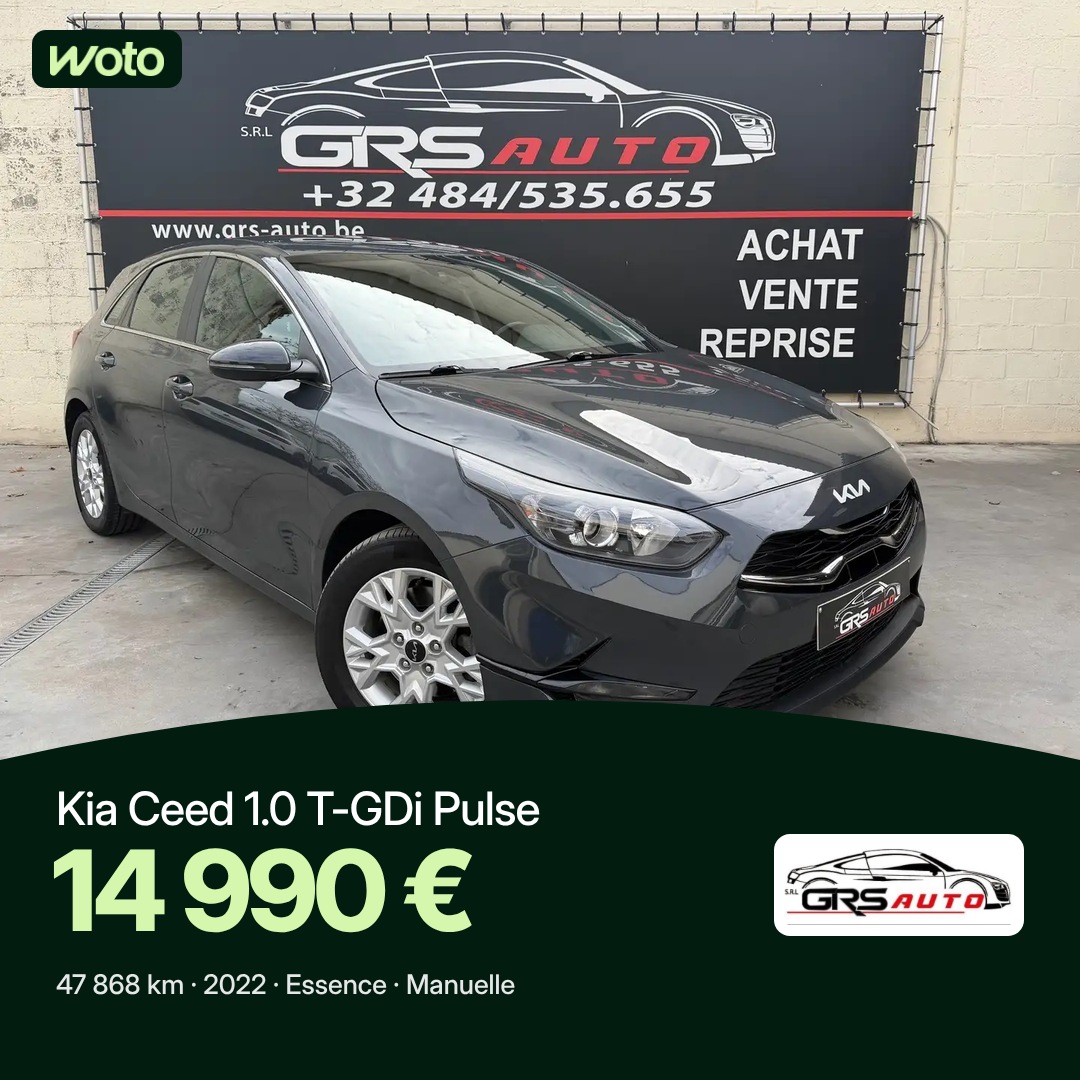 woto
S.R.L
GRS AUTO
+32 484/535.655
www.grs-auto.be
ACHAT
VENTE
REPRISE
KIA
GRS AUTO
Kia Ceed 1.0 T-GDi Pulse
14 990 €
47 868 km · 2022 · Essence · Manuelle
S.R.L
GRS AUTO